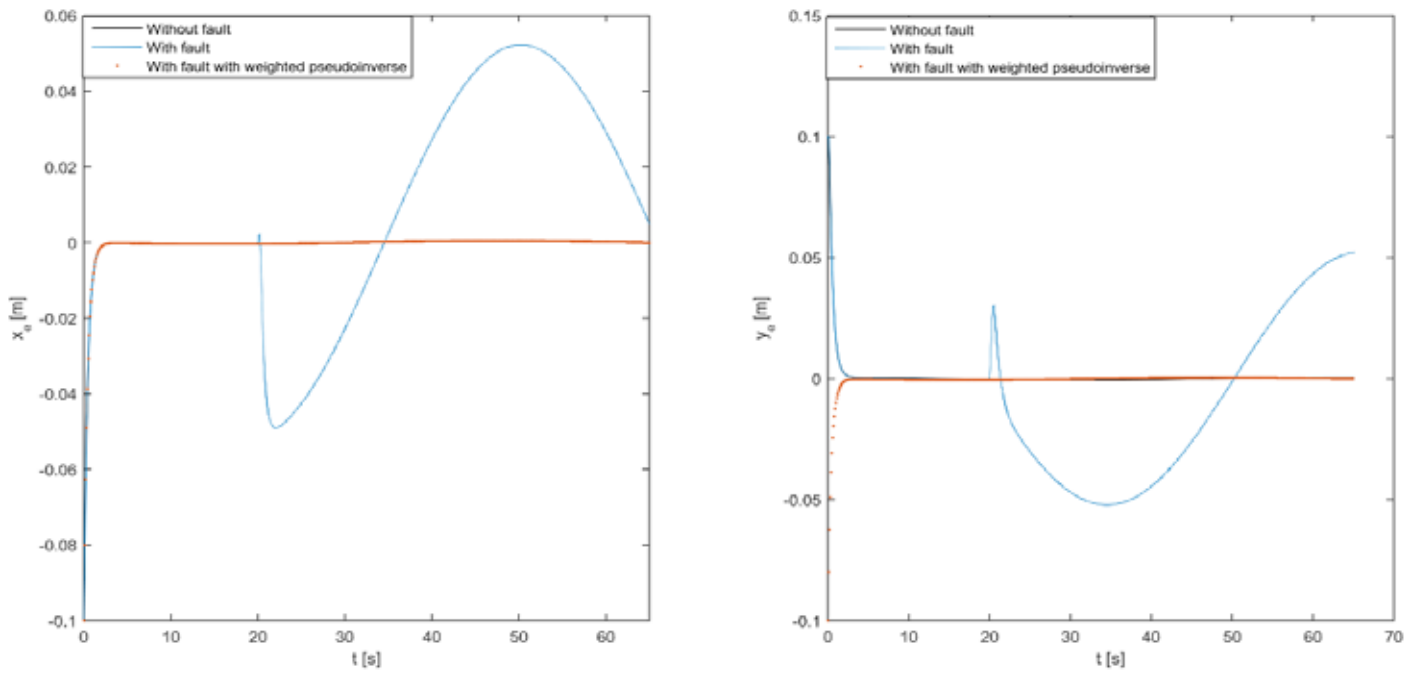 Without fault
With fault
With fault with weighted pseudoinverse
0.06
0.04
0.02
0
-0.02
-0.04
-0.06
-0.08
-0.1
x_e [m]
0 10 20 30 40 50 60
t [s]
Without fault
With fault
With fault with weighted pseudoinverse
0.15
0.1
0.05
0
-0.05
-0.1
y_e [m]
0 10 20 30 40 50 60 70
t [s]